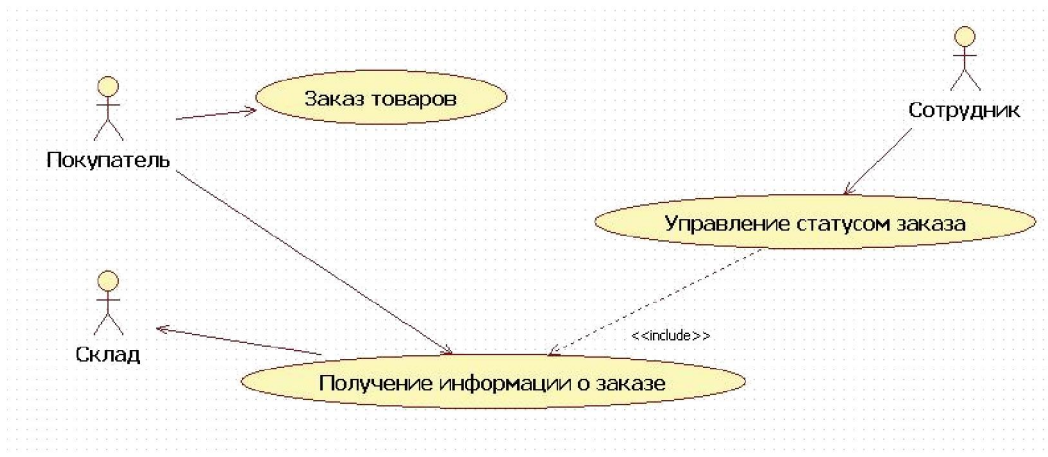 Заказ товаров
Сотрудник
Покупатель
Управление статусом заказа
<<include>>
Склад
Получение информации о заказе